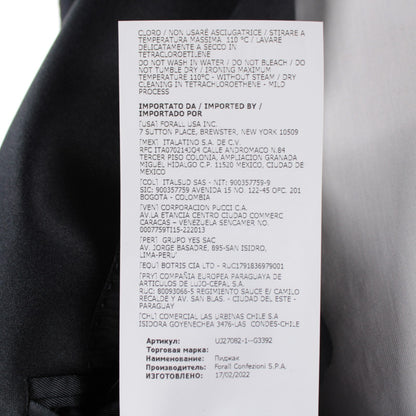 CLORO / NON USARE ASCIUGATRICE / STIRARE A
TEMPERATURA MASSIMA 110 °C / LAVARE
DELICATAMENTE A SECCO IN
TETRACLOROETILENE
DO NOT WASH IN WATER / DO NOT BLEACH / DO
NOT TUMBLE DRY / IRONING MAXIMUM
TEMPERATURE 110°C - WITHOUT STEAM / DRY
CLEANING IN TETRACHLOROETHENE - MILD
PROCESS
IMPORTATO DA / IMPORTED BY /
IMPORTADO POR
[USA] FORALL USA INC.
7 SUTTON PLACE, BREWSTER, NEW YORK 10509
[MEX] ITALATINO S.A. DE C.V.
RFC ITA070214JQ4 CALLE ANDROMACO N.84
TERCER PISO COLONIA, AMPLIACION GRANADA
MIGUEL HIDALGO C.P. 11520 MEXICO, CIUDAD DE
MEXICO
[COL] ITALSUD SAS - NIT: 900357759-9
SIC: 900357759 AVENIDA 15 NO. 122-45 OPC. 201
BOGOTÁ - COLOMBIA
[VEN] CORPORACION PUCCI C.A.
AV.LA ETANCIA CENTRO CIUDAD COMMERC
CARACAS – VENEZUELA SENCAMER NO.
0007759T115-222013
[PER] GRUPO YES SAC
AV. JORGE BASADRE, 895-SAN ISIDRO,
LIMA-PERU'
[EQU] BOTRIS CIA LTD - RUC1791836979001
[PRY] COMPAÑIA EUROPEA PARAGUAYA DE
ARTICULOS DE LUJO-CEPAL S.A.
RUC: 80093066-5 REGIMIENTO SAUCE E/ CAMILO
RECALDE Y AV. SAN BLAS. - CIUDAD DEL ESTE -
PARAGUAY
[CHL] COMERCIAL LAS URBINAS CHILE S.A
ISIDORA GOYENECHEA 3476-LAS CONDES-CHILE
Артикул: UJ27082-1--G3392
Торговая марка:
Наименование: Пиджак
Производитель: Forall Confezioni S.P.A.
ИЗГОТОВЛЕНО: 17/02/2022